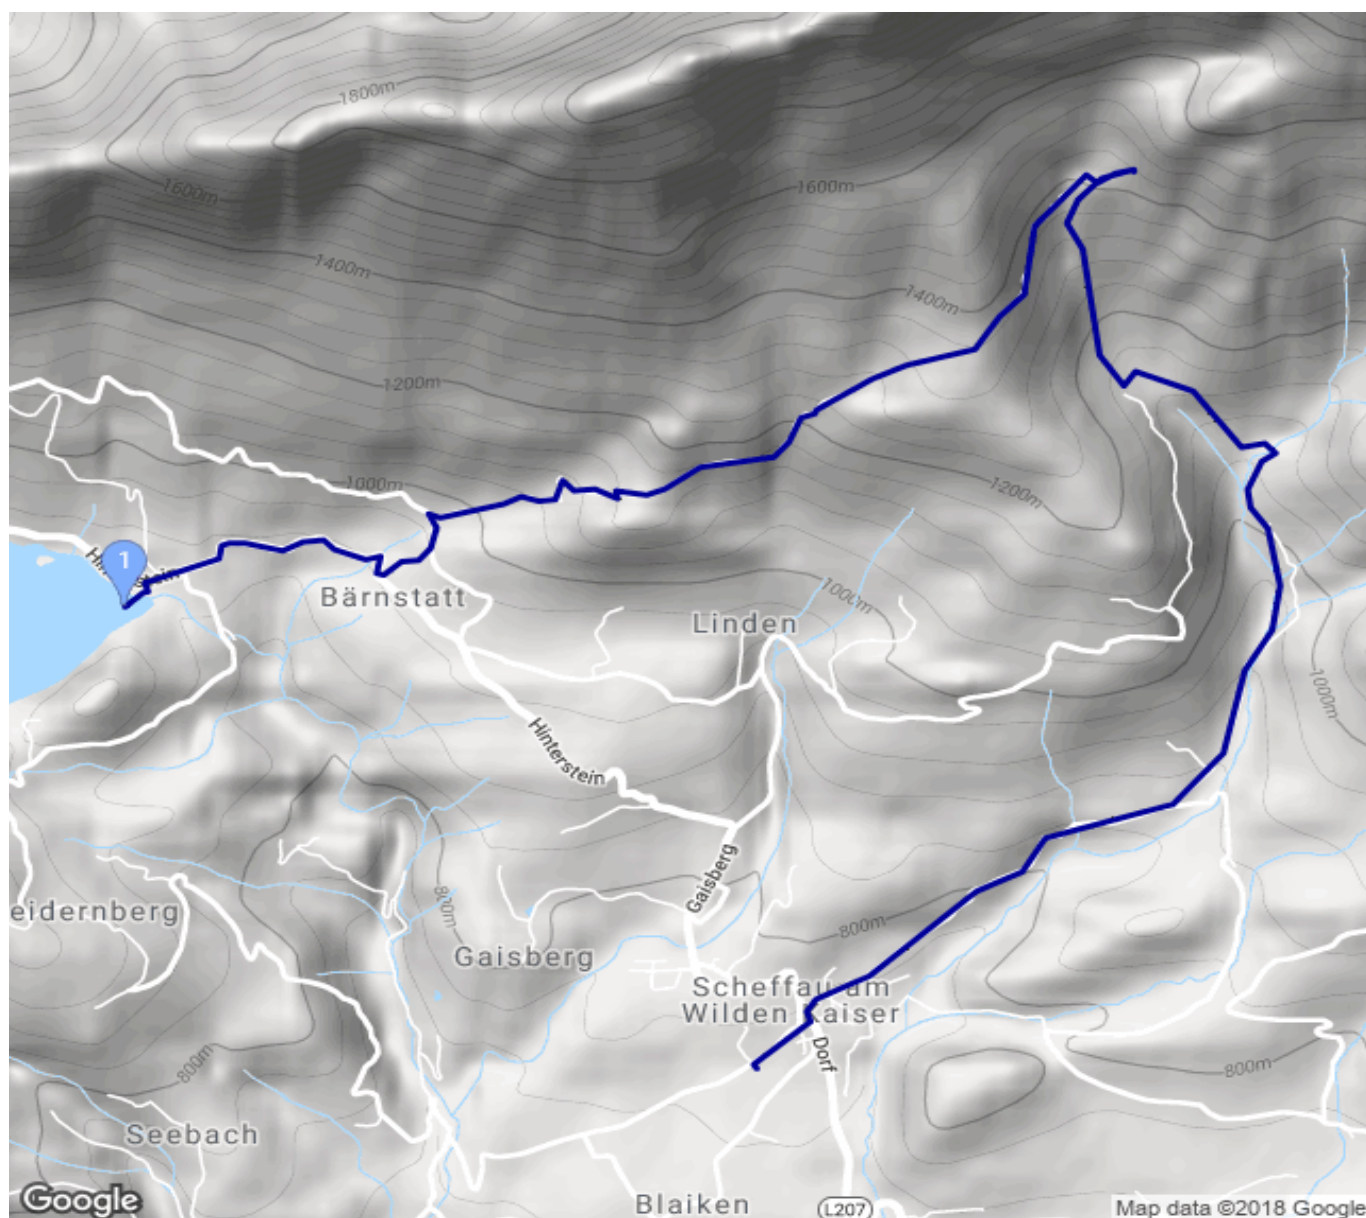 1800m
1600m
1600m
1400m
1400m
1200m
1000m
1200m
1
Bärnstatt
1000m
Linden
1000m
Hinterstein
Gaisberg
800m
eidernberg
800m
Gaisberg
Scheffau am
Wilden Kaiser
Dorf
800m
800m
Seebach
Blaiken
L207
Google
Map data ©2018 Google